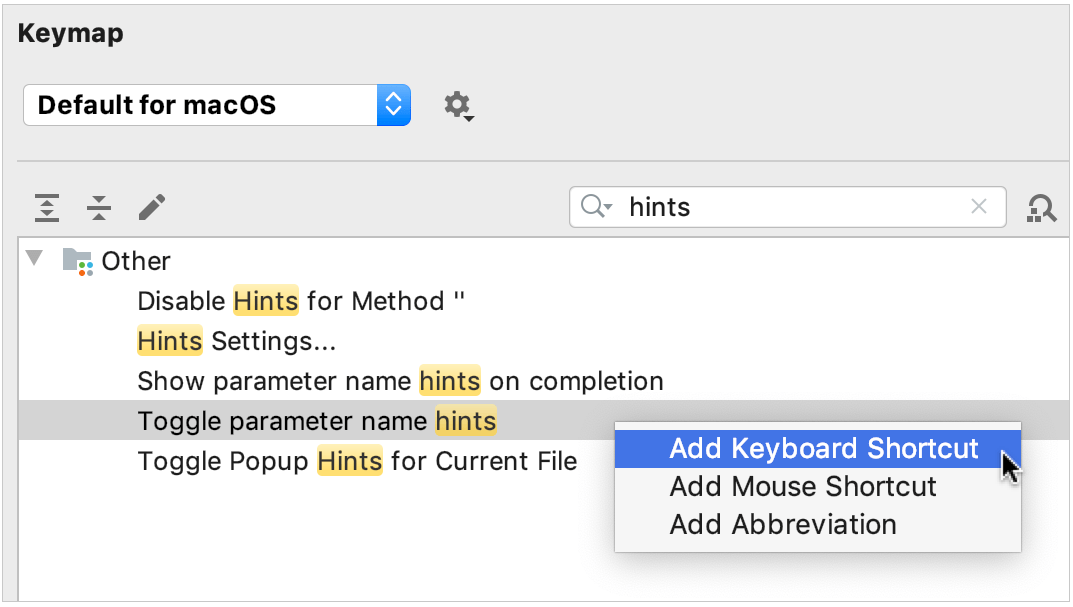 Keymap
Default for macOS
hints
Other
Disable Hints for Method ''
Hints Settings...
Show parameter name hints on completion
Toggle parameter name hints
Toggle Popup Hints for Current File
Add Keyboard Shortcut
Add Mouse Shortcut
Add Abbreviation